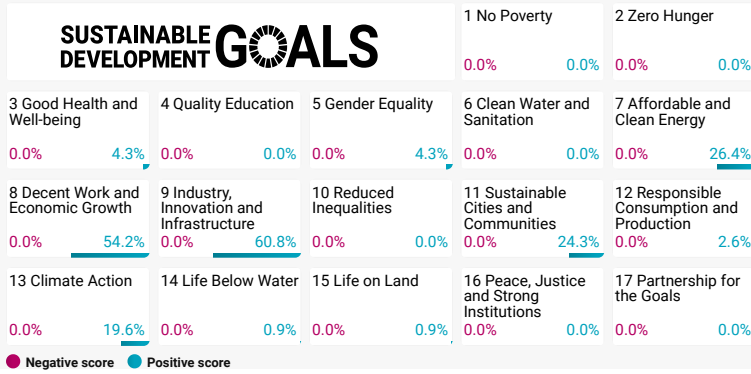 SUSTAINABLE
DEVELOPMENT
GOALS
1 No Poverty
0.0% 0.0%
2 Zero Hunger
0.0% 0.0%
3 Good Health and
Well-being
0.0% 4.3%
4 Quality Education
0.0% 0.0%
5 Gender Equality
0.0% 4.3%
6 Clean Water and
Sanitation
0.0% 0.0%
7 Affordable and
Clean Energy
0.0% 26.4%
8 Decent Work and
Economic Growth
0.0% 54.2%
9 Industry,
Innovation and
Infrastructure
0.0% 60.8%
10 Reduced
Inequalities
0.0% 0.0%
11 Sustainable
Cities and
Communities
0.0% 24.3%
12 Responsible
Consumption and
Production
0.0% 2.6%
13 Climate Action
0.0% 19.6%
14 Life Below Water
0.0% 0.9%
15 Life on Land
0.0% 0.9%
16 Peace, Justice
and Strong
Institutions
0.0% 0.0%
17 Partnership for
the Goals
0.0% 0.0%
Negative score Positive score